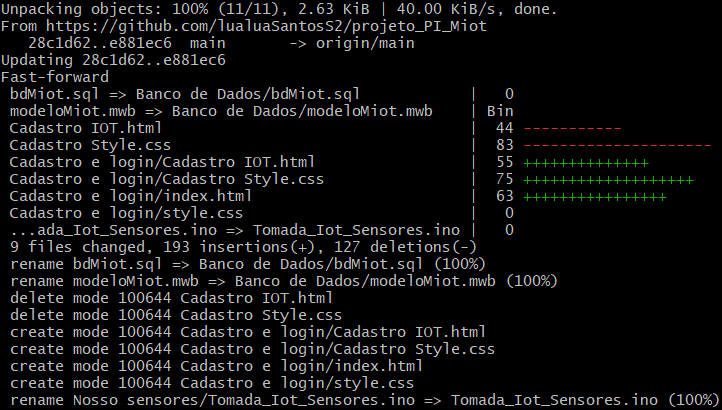 Unpacking objects: 100% (11/11), 2.63 KiB | 40.00 KiB/s, done.
From https://github.com/lualuaSantosS2/projeto_PI_Miot
   28c1d62..e881ec6  main       -> origin/main
Updating 28c1d62..e881ec6
Fast-forward
 bdMiot.sql => Banco de Dados/bdMiot.sql            |   0
 modeloMiot.mwb => Banco de Dados/modeloMiot.mwb    | Bin
 Cadastro IOT.html                                  |  44 -----------
 Cadastro Style.css                                 |  83 ---------------------
 Cadastro e login/Cadastro IOT.html                 |  55 ++++++++++++++
 Cadastro e login/Cadastro Style.css                |  75 +++++++++++++++++++
 Cadastro e login/index.html                        |  63 ++++++++++++++++
 Cadastro e login/style.css                         |   0
 ...ada_Iot_Sensores.ino => Tomada_Iot_Sensores.ino |   0
 9 files changed, 193 insertions(+), 127 deletions(-)
 rename bdMiot.sql => Banco de Dados/bdMiot.sql (100%)
 rename modeloMiot.mwb => Banco de Dados/modeloMiot.mwb (100%)
 delete mode 100644 Cadastro IOT.html
 delete mode 100644 Cadastro Style.css
 create mode 100644 Cadastro e login/Cadastro IOT.html
 create mode 100644 Cadastro e login/Cadastro Style.css
 create mode 100644 Cadastro e login/index.html
 create mode 100644 Cadastro e login/style.css
 rename Nosso sensores/Tomada_Iot_Sensores.ino => Tomada_Iot_Sensores.ino (100%)